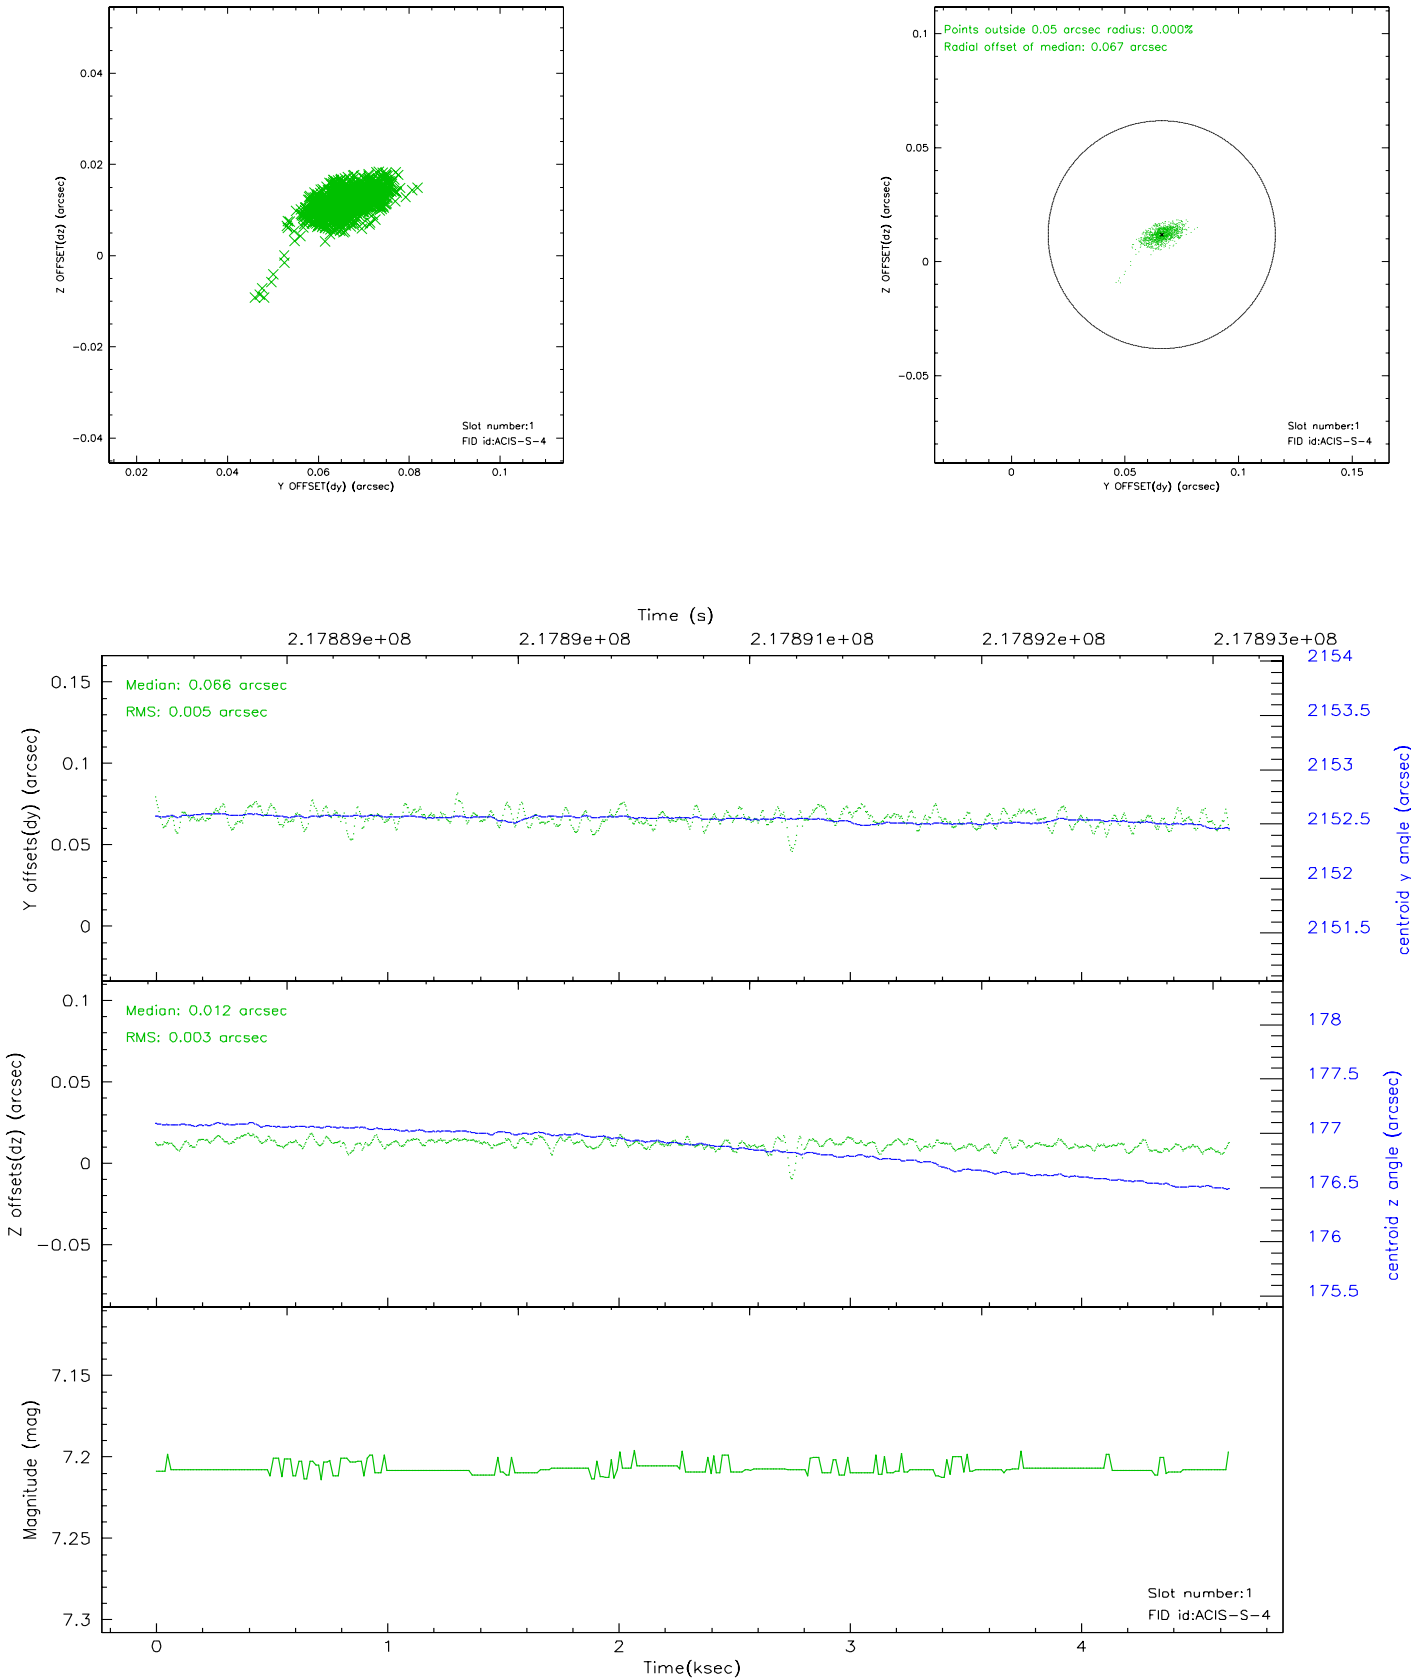 0.04
0.02
0
−0.02
−0.04
Z OFFSET(dz) (arcsec)
Slot number:1
FID id:ACIS−S−4
0.02 0.04 0.06 0.08 0.1
Y OFFSET(dy) (arcsec)
Points outside 0.05 arcsec radius: 0.000%
Radial offset of median: 0.067 arcsec
0.1
0.05
0
−0.05
Z OFFSET(dz) (arcsec)
Slot number:1
FID id:ACIS−S−4
0 0.05 0.1 0.15
Y OFFSET(dy) (arcsec)
Time (s)
2.17889e+08 2.1789e+08 2.17891e+08 2.17892e+08 2.17893e+08
Median: 0.066 arcsec
RMS: 0.005 arcsec
0.15
0.1
0.05
0
Y offsets(dy) (arcsec)
2154
2153.5
2153
2152.5
2152
2151.5
centroid y angle (arcsec)
Median: 0.012 arcsec
RMS: 0.003 arcsec
0.1
0.05
0
−0.05
Z offsets(dz) (arcsec)
178
177.5
177
176.5
176
175.5
centroid z angle (arcsec)
7.15
7.2
7.25
7.3
Magnitude (mag)
Slot number:1
FID id:ACIS−S−4
0 1 2 3 4
Time(ksec)